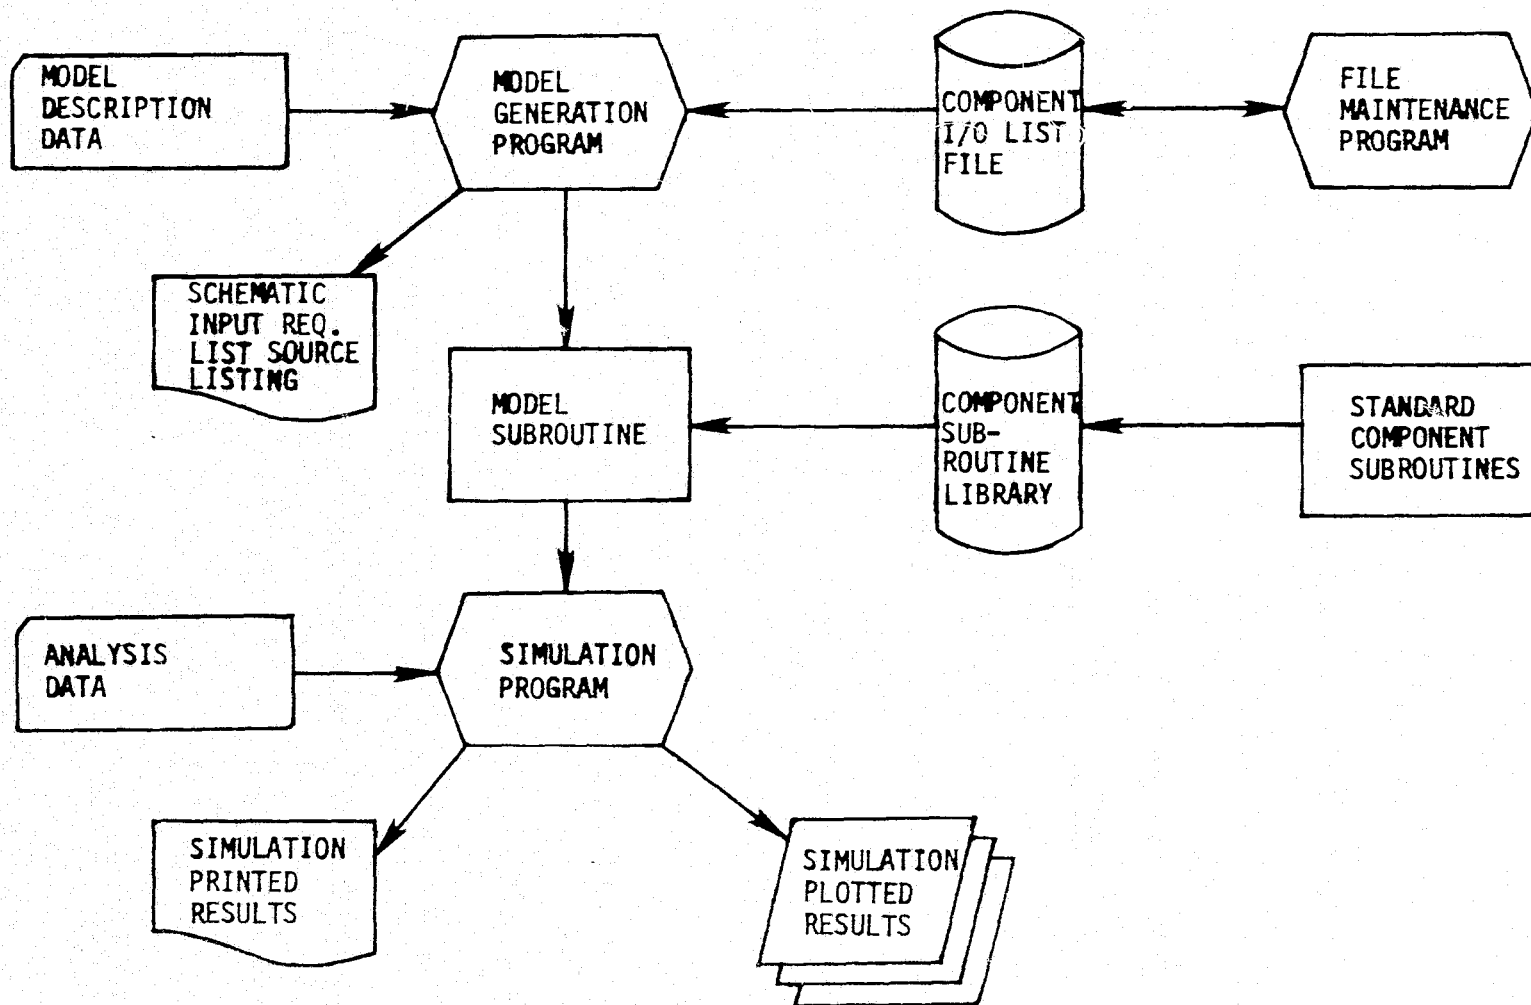 MODEL
DESCRIPTION
DATA
MODEL
GENERATION
PROGRAM
COMPONENT
I/O LIST
FILE
FILE
MAINTENANCE
PROGRAM
SCHEMATIC
INPUT REQ.
LIST SOURCE
LISTING
MODEL
SUBROUTINE
COMPONENT
SUB-
ROUTINE
LIBRARY
STANDARD
COMPONENT
SUBROUTINES
ANALYSIS
DATA
SIMULATION
PROGRAM
SIMULATION
PRINTED
RESULTS
SIMULATION
PLOTTED
RESULTS